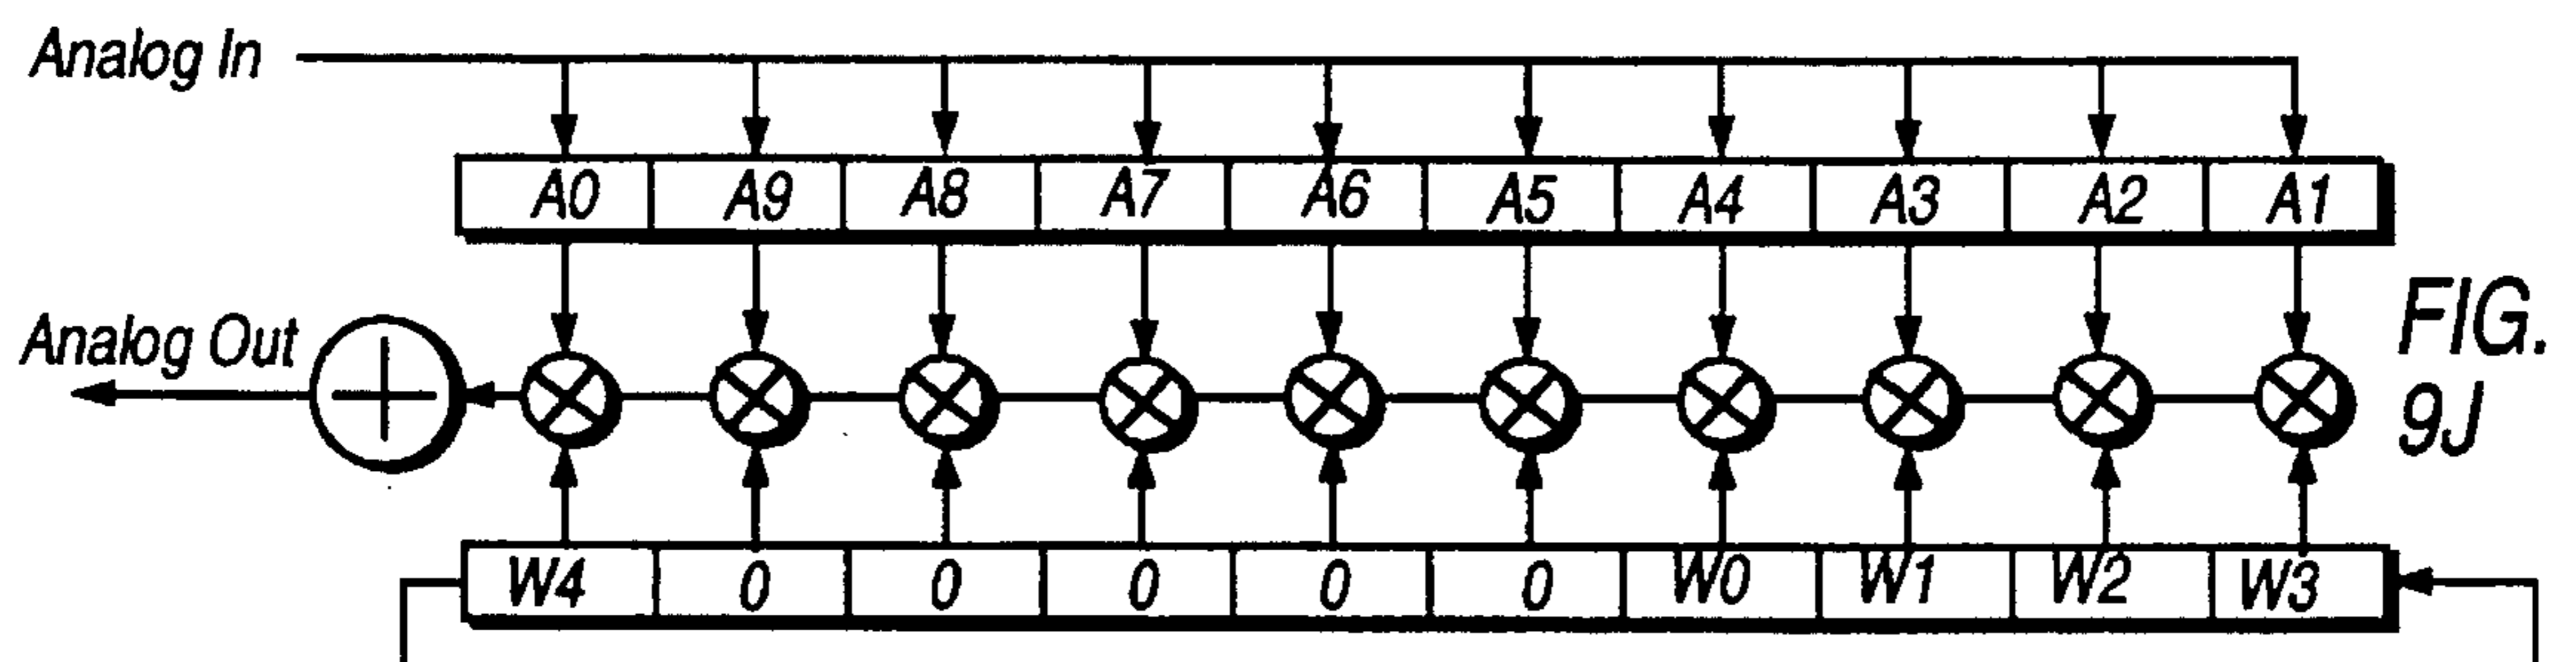 Analog In
A0 A9 A8 A7 A6 A5 A4 A3 A2 A1
Analog Out
FIG.
9J
W4 0 0 0 0 0 W0 W1 W2 W3